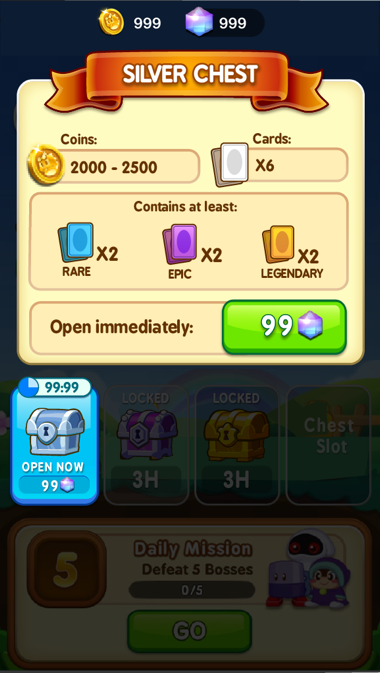 999 999
SILVER CHEST
Coins: Cards:
2000 - 2500 X6
Contains at least:
X2 X2 X2
RARE EPIC LEGENDARY
Open immediately: 99
99:99
OPEN NOW
99
LOCKED
3H
LOCKED
3H
Chest
Slot
5
Daily Mission
Defeat 5 Bosses
0/5
GO